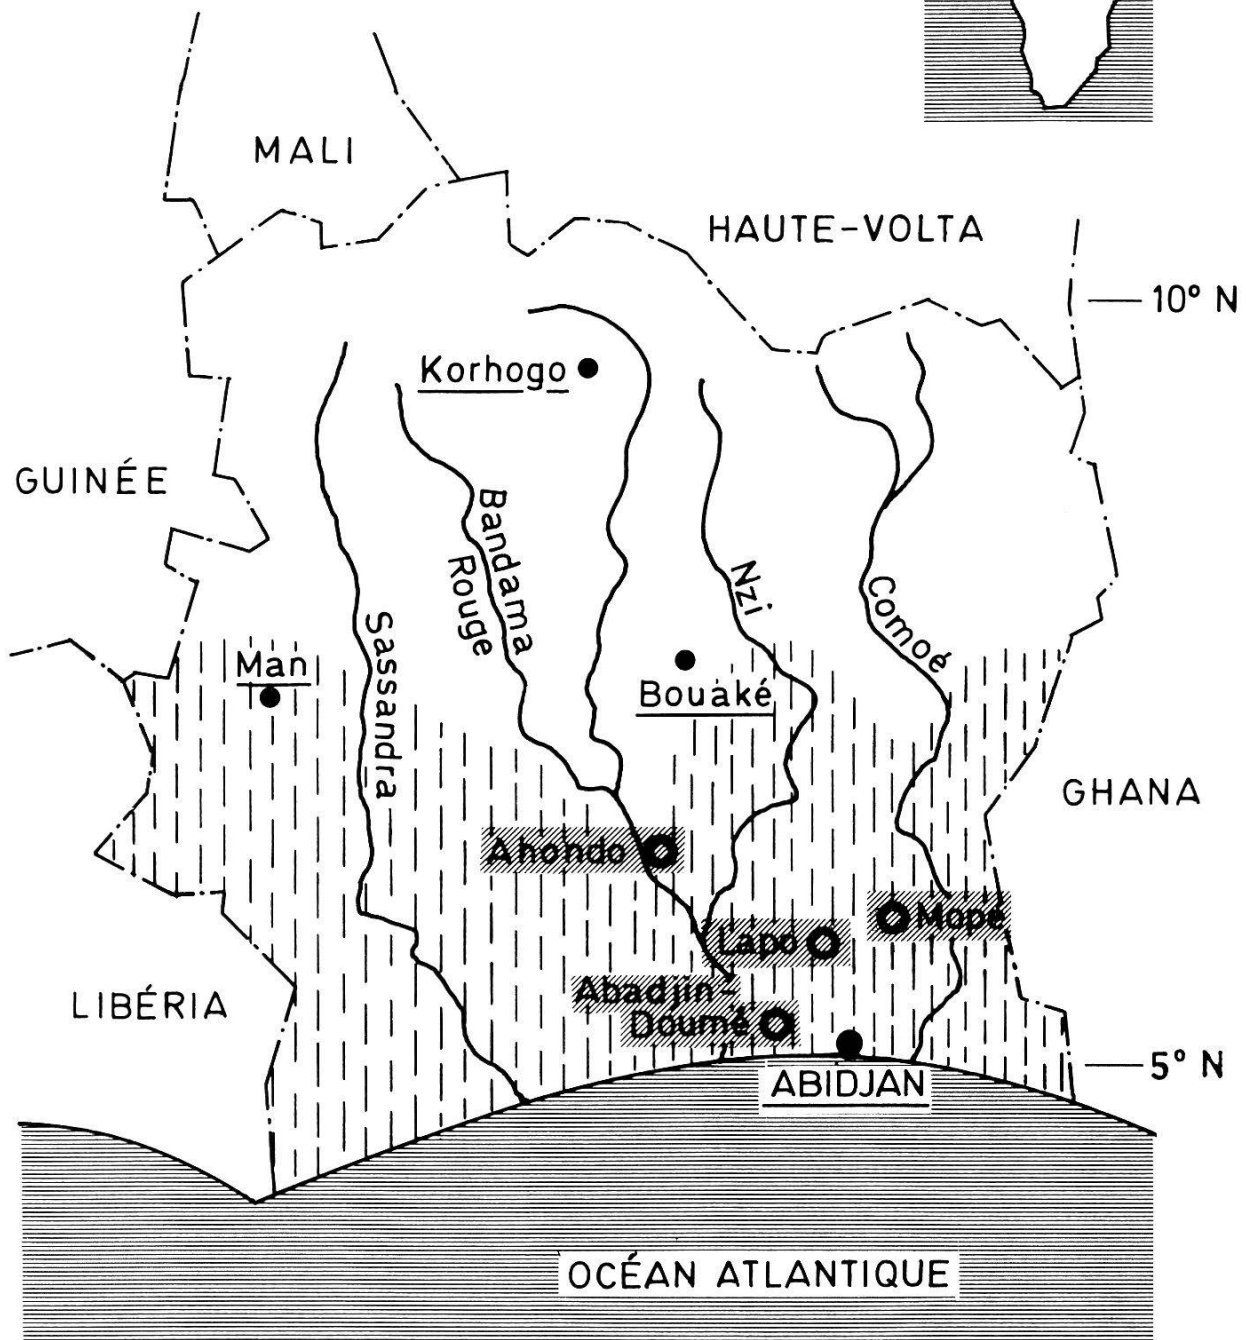 MALI
HAUTE-VOLTA
10° N
Korhogo
GUINÉE
Bandama
Rouge
Nzi
Comoé
Sassandra
Man
Bouaké
GHANA
Ahondo
Mopé
Lapo
Abadjin-
Doumé
LIBÉRIA
5° N
ABIDJAN
OCÉAN ATLANTIQUE